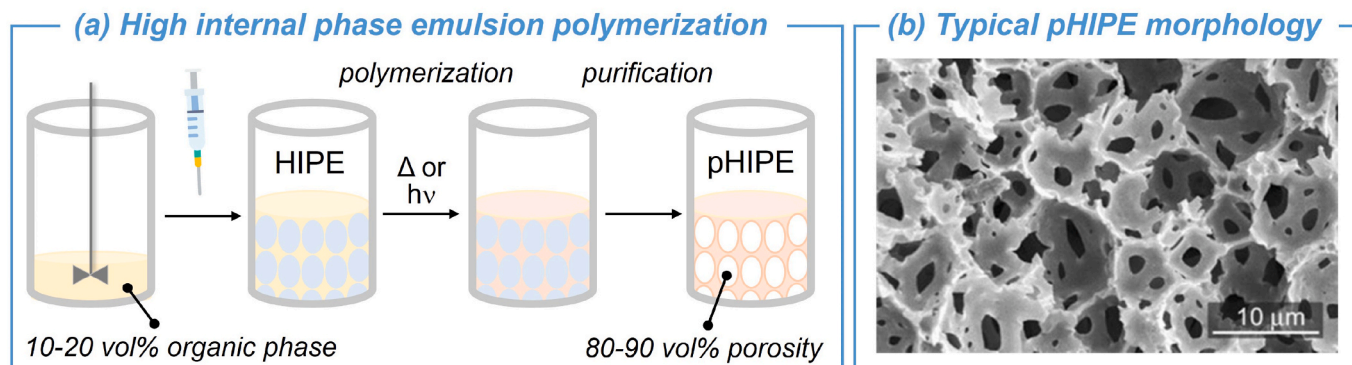 (a) High internal phase emulsion polymerization
polymerization
purification
HIPE
Δ or
hν
pHIPE
10-20 vol% organic phase
80-90 vol% porosity
(b) Typical pHIPE morphology
10 μm